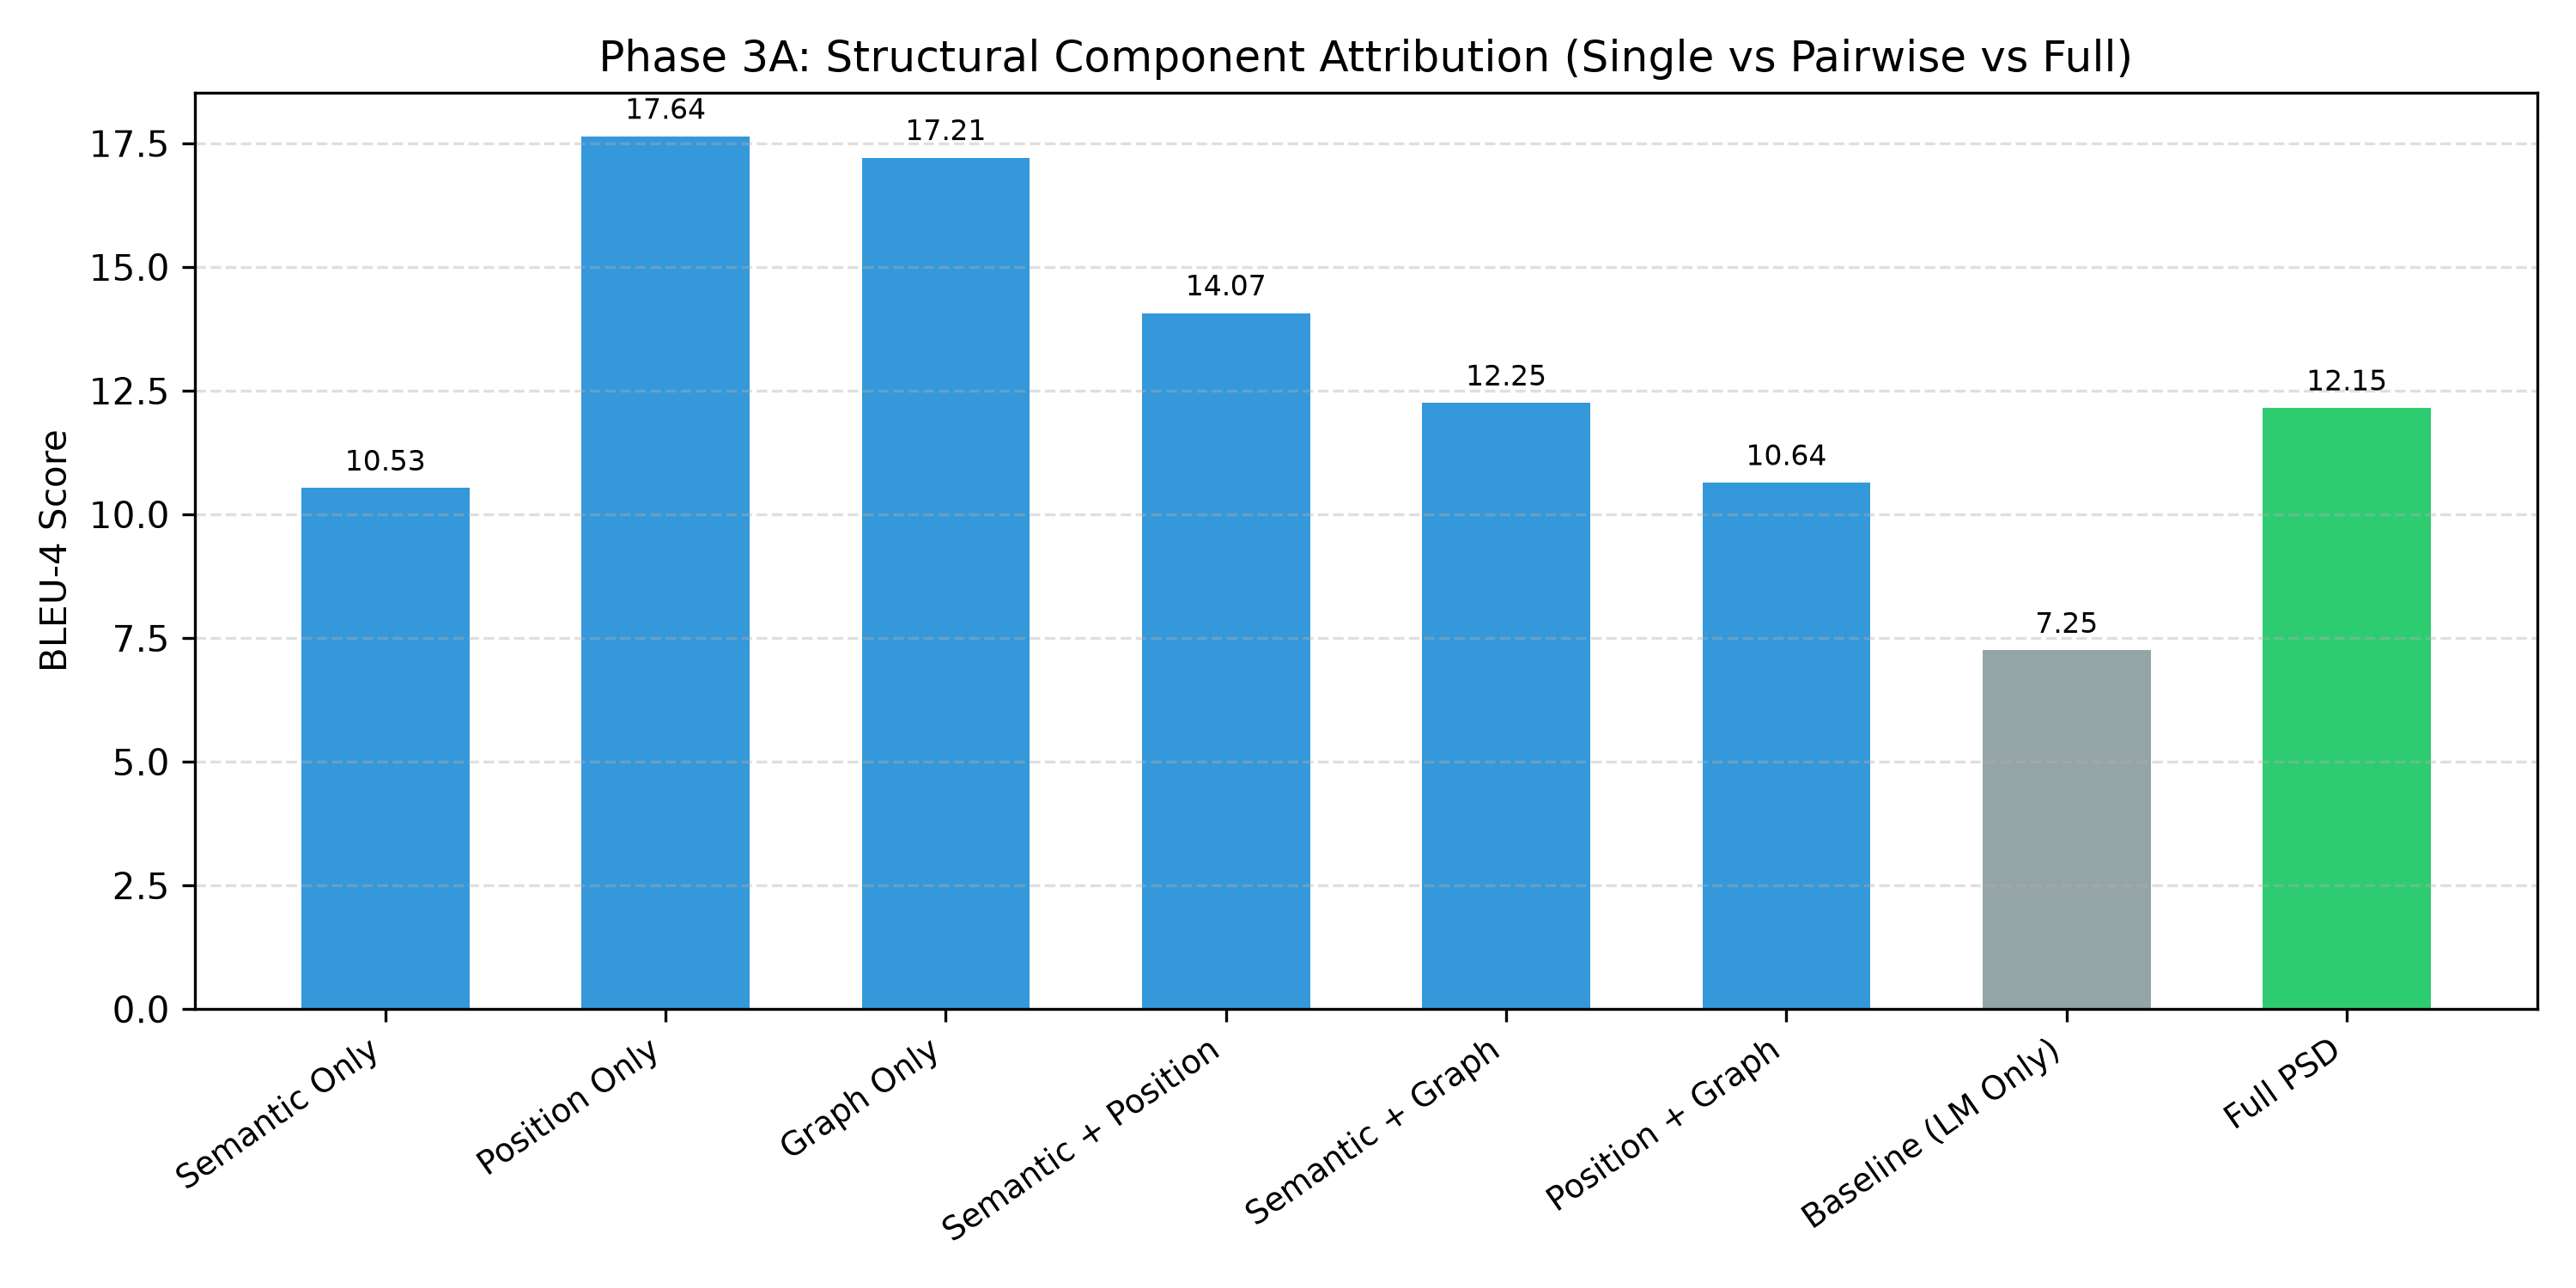 Phase 3A: Structural Component Attribution (Single vs Pairwise vs Full)
BLEU-4 Score
17.5
15.0
12.5
10.0
7.5
5.0
2.5
0.0
10.53
17.64
17.21
14.07
12.25
10.64
7.25
12.15
Semantic Only
Position Only
Graph Only
Semantic + Position
Semantic + Graph
Position + Graph
Baseline (LM Only)
Full PSD